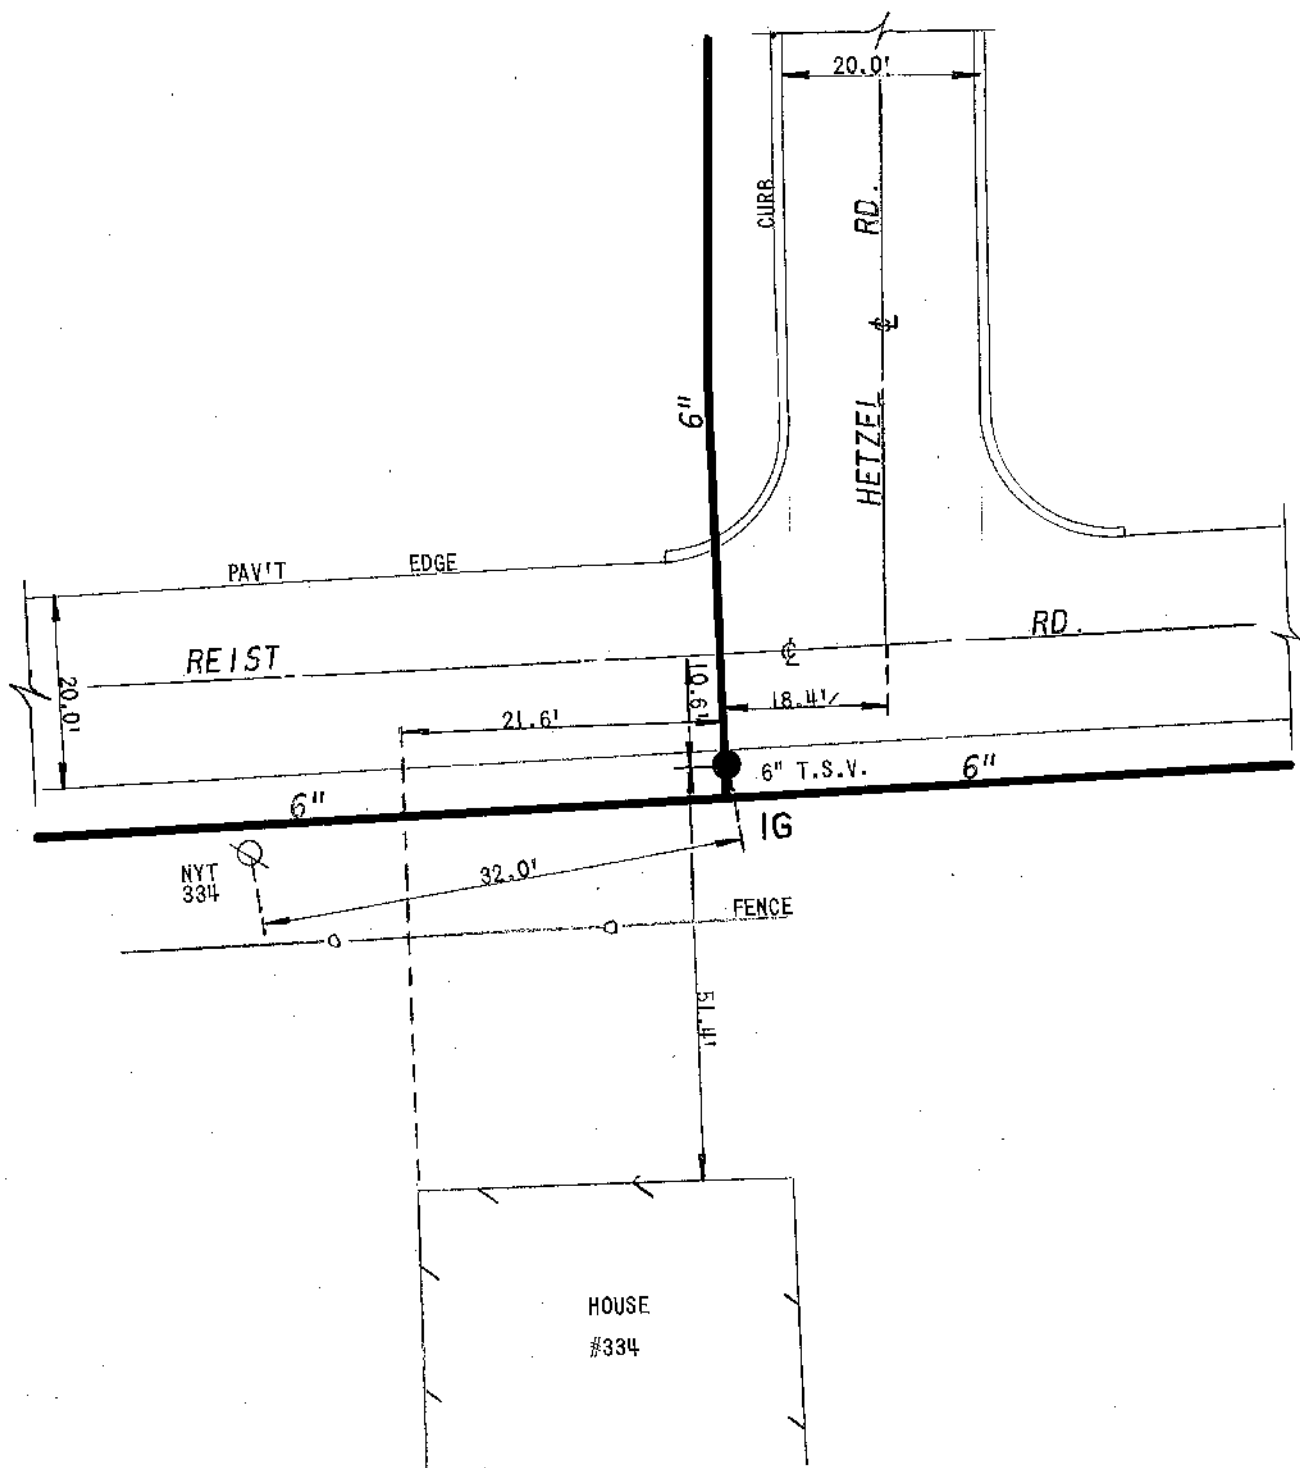 20.0'
CURB
HETZEL RD.
℄
6"
PAV'T EDGE
REIST RD.
℄
20.0'
10.6'
18.4'
21.6'
6" T.S.V.
6"
6"
1G
NYT
334
32.0'
FENCE
51.4'
HOUSE
#334